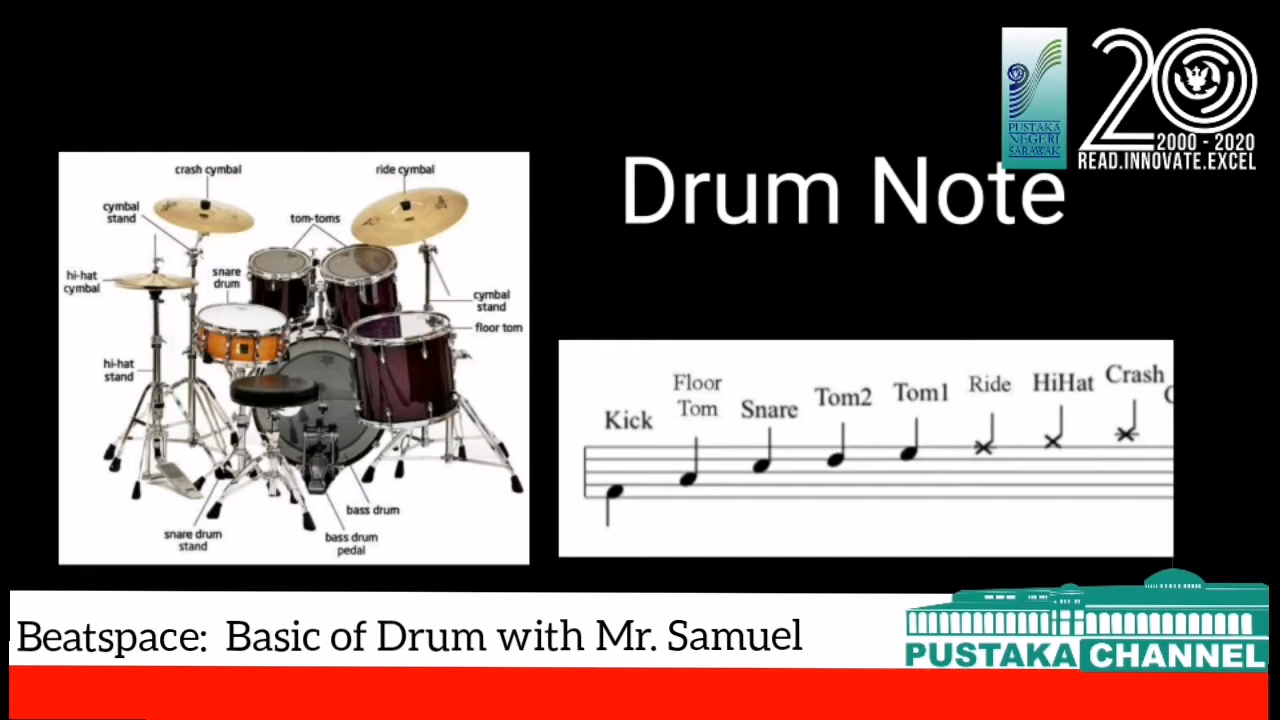 PUSTAKA
NEGERI
SARAWAK
20
2000 - 2020
READ.INNOVATE.EXCEL
Drum Note
crash cymbal
ride cymbal
cymbal
stand
tom-toms
hi-hat
cymbal
snare
drum
cymbal
stand
floor tom
hi-hat
stand
bass drum
snare drum
stand
bass drum
pedal
Kick
Floor
Tom
Snare
Tom2
Tom1
Ride
HiHat
Crash
Beatspace: Basic of Drum with Mr. Samuel
PUSTAKA CHANNEL